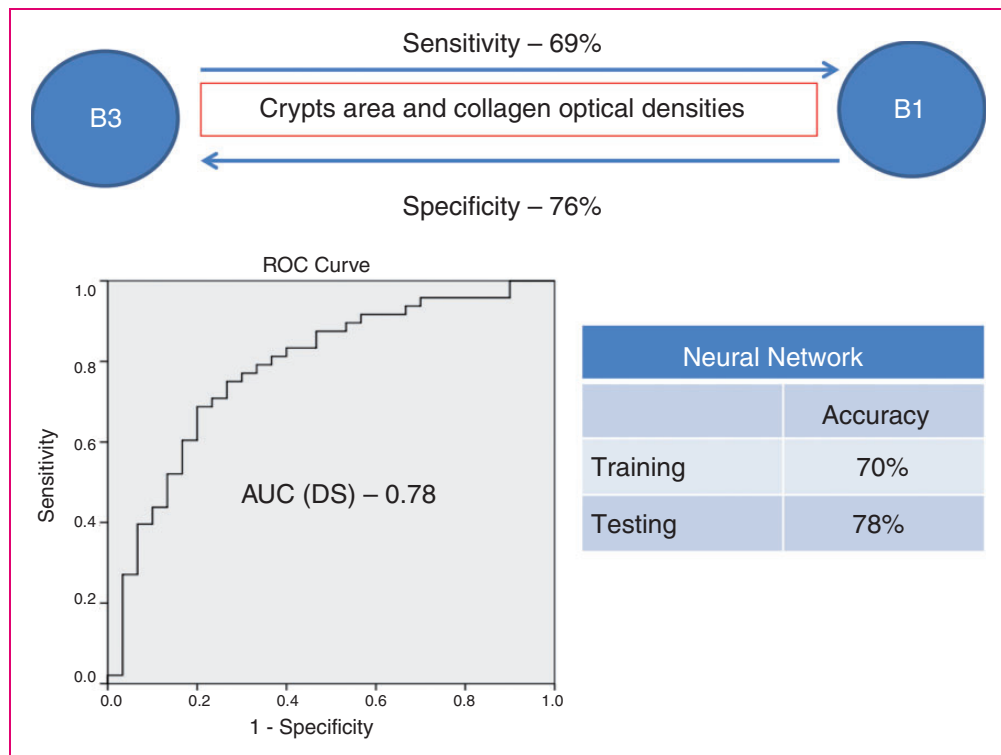 Sensitivity – 69%
B3
Crypts area and collagen optical densities
B1
Specificity – 76%
ROC Curve
1.0
0.8
0.6
0.4
0.2
0.0
Sensitivity
AUC (DS) – 0.78
0.0 0.2 0.4 0.6 0.8 1.0
1 - Specificity
Neural Network
Accuracy
Training 70%
Testing 78%